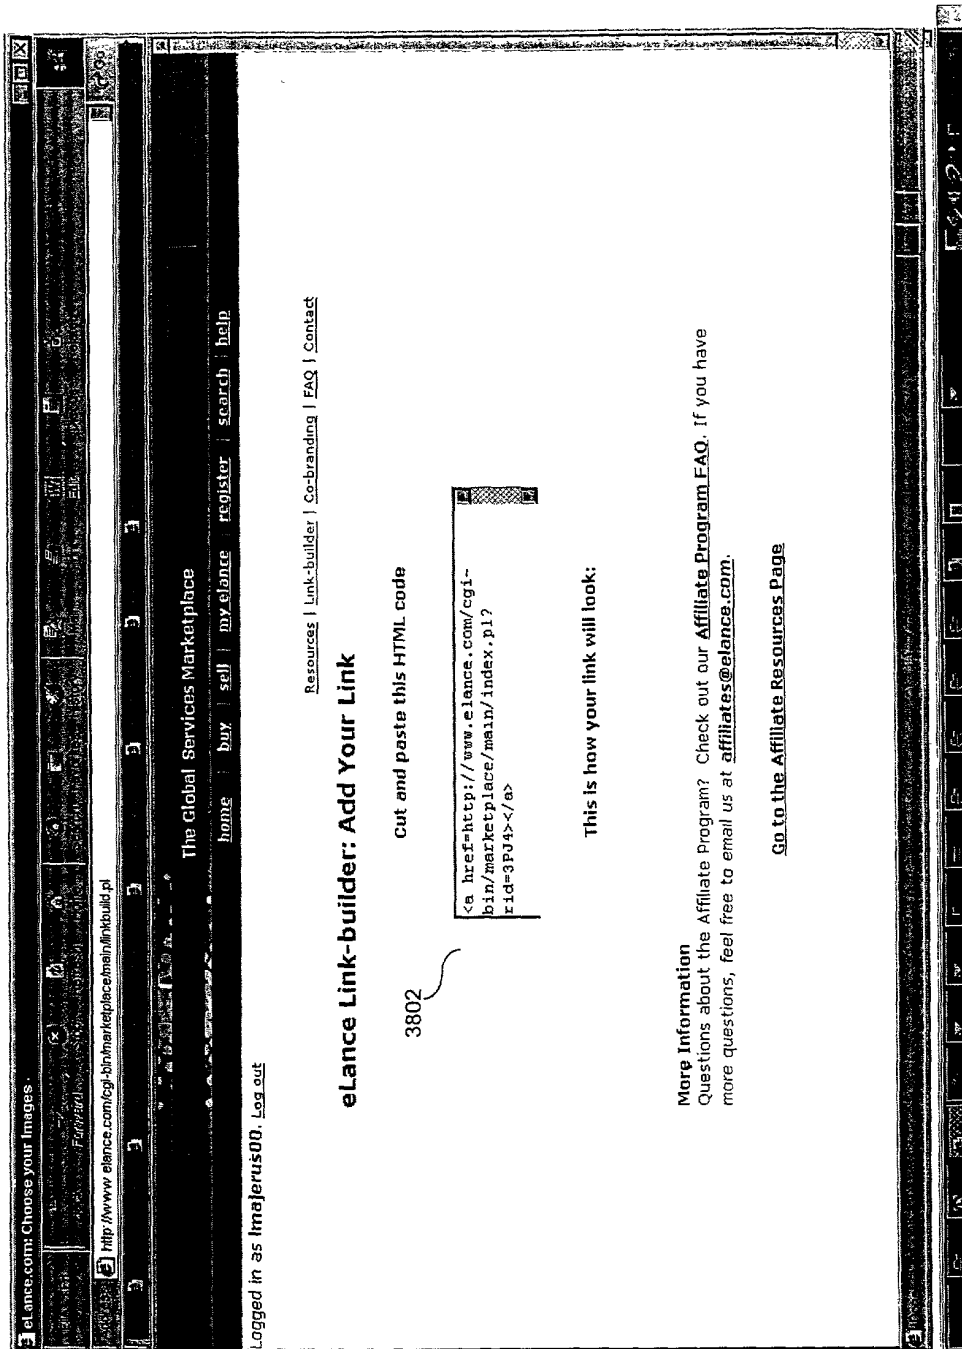 eLance.com: Choose your Images
Forward
Edit
http://www.elance.com/cgi-bin/marketplace/main/linkbuild.pl
The Global Services Marketplace
home | buy | sell | my elance | register | search | help
Logged in as lmajerus00. Log out
Resources | Link-builder | Co-branding | FAQ | Contact
eLance Link-builder: Add Your Link
Cut and paste this HTML code
3802
<a href=http://www.elance.com/cgi-
bin/marketplace/main/index.pl?
rid=3PJ4></a>
This is how your link will look:
More Information
Questions about the Affiliate Program? Check out our Affiliate Program FAQ. If you have
more questions, feel free to email us at affiliates@elance.com.
Go to the Affiliate Resources Page